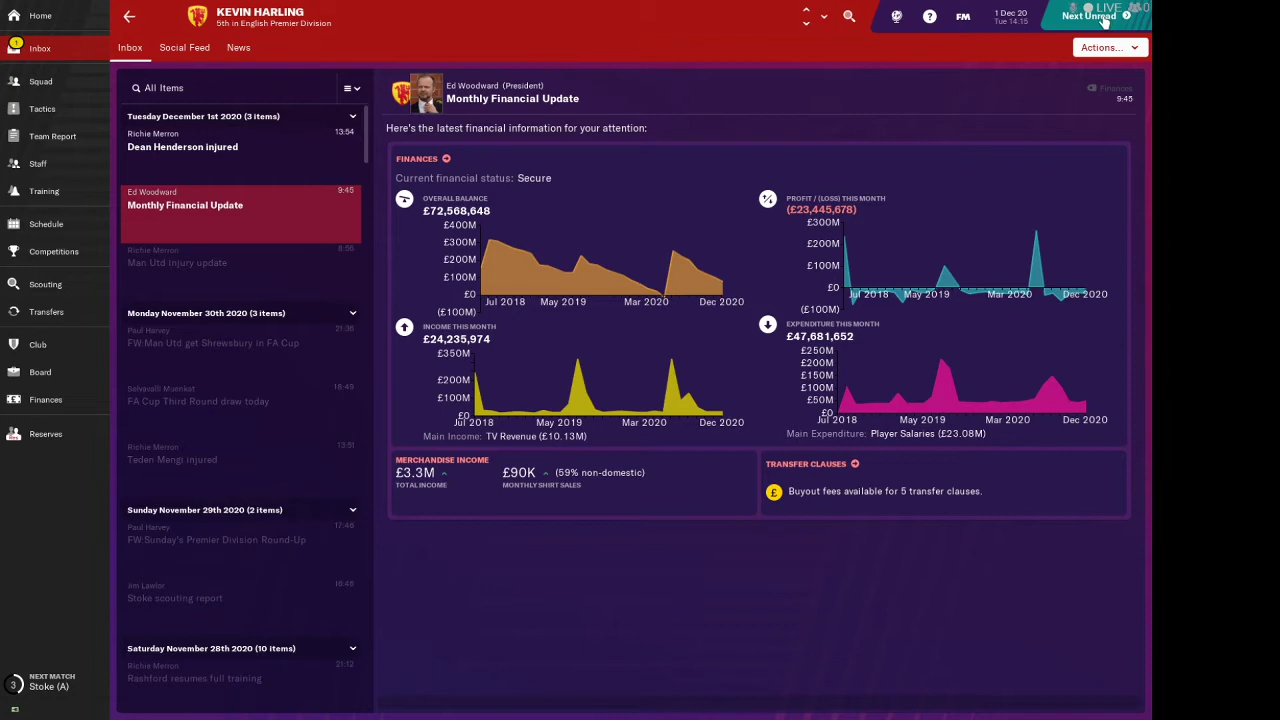 Home
Inbox
1
Squad
Tactics
Team Report
Staff
Training
Schedule
Competitions
Scouting
Transfers
Club
Board
Finances
Reserves
3
NEXT MATCH
Stoke (A)
KEVIN HARLING
5th in English Premier Division
FM
1 Dec 20
Tue 14:15
Next Unread
LIVE
Inbox
Social Feed
News
Actions...
All Items
Tuesday December 1st 2020 (3 items)
Richie Merron
13:54
Dean Henderson injured
Ed Woodward
9:45
Monthly Financial Update
Richie Merron
Man Utd injury update
Monday November 30th 2020 (3 items)
Paul Harvey
21:36
FW:Man Utd get Shrewsbury in FA Cup
Selvavalli Muenkat
18:49
FA Cup Third Round draw today
Richie Merron
13:51
Teden Mengi injured
Sunday November 29th 2020 (2 items)
Paul Harvey
17:46
FW:Sunday's Premier Division Round-Up
Jim Lawlor
Stoke scouting report
Saturday November 28th 2020 (10 items)
Richie Merron
21:12
Rashford resumes full training
Ed Woodward (President)
Monthly Financial Update
Finances
9:45
Here's the latest financial information for your attention:
FINANCES
Current financial status: Secure
OVERALL BALANCE
£72,568,648
£400M
£300M
£200M
£100M
£0
(£100M)
Jul 2018
May 2019
Mar 2020
Dec 2020
PROFIT / (LOSS) THIS MONTH
(£23,445,678)
£300M
£200M
£100M
£0
(£100M)
Jul 2018
May 2019
Mar 2020
Dec 2020
INCOME THIS MONTH
£24,235,974
£350M
£200M
£100M
£0
Jul 2018
May 2019
Mar 2020
Dec 2020
Main Income: TV Revenue (£10.13M)
EXPENDITURE THIS MONTH
£47,681,652
£250M
£200M
£150M
£100M
£50M
£0
Jul 2018
May 2019
Mar 2020
Dec 2020
Main Expenditure: Player Salaries (£23.08M)
MERCHANDISE INCOME
£3.3M
TOTAL INCOME
£90K (59% non-domestic)
MONTHLY SHIRT SALES
TRANSFER CLAUSES
£ Buyout fees available for 5 transfer clauses.